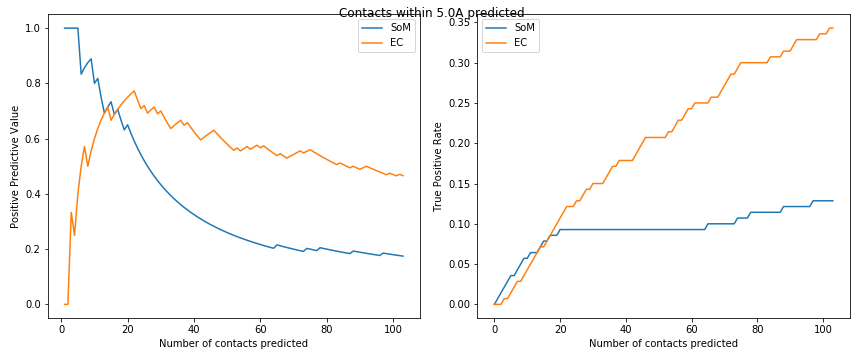 Contacts within 5.0A predicted
SoM
EC
1.0
0.8
0.6
0.4
0.2
0.0
Positive Predictive Value
0
20
40
60
80
100
Number of contacts predicted
SoM
EC
0.35
0.30
0.25
0.20
0.15
0.10
0.05
0.00
True Positive Rate
0
20
40
60
80
100
Number of contacts predicted